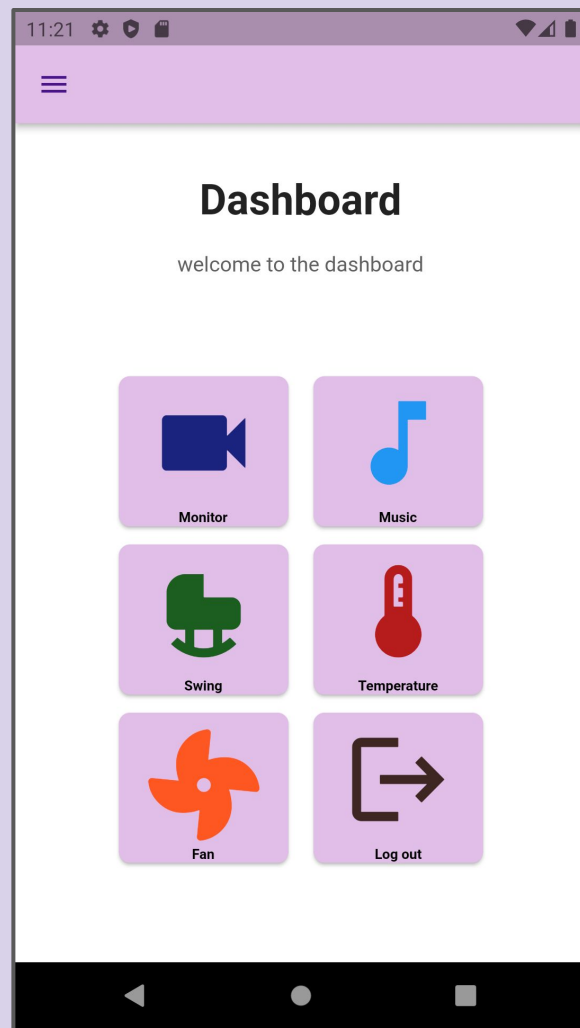 11:21
Dashboard
welcome to the dashboard
Monitor
Music
Swing
Temperature
Fan
Log out